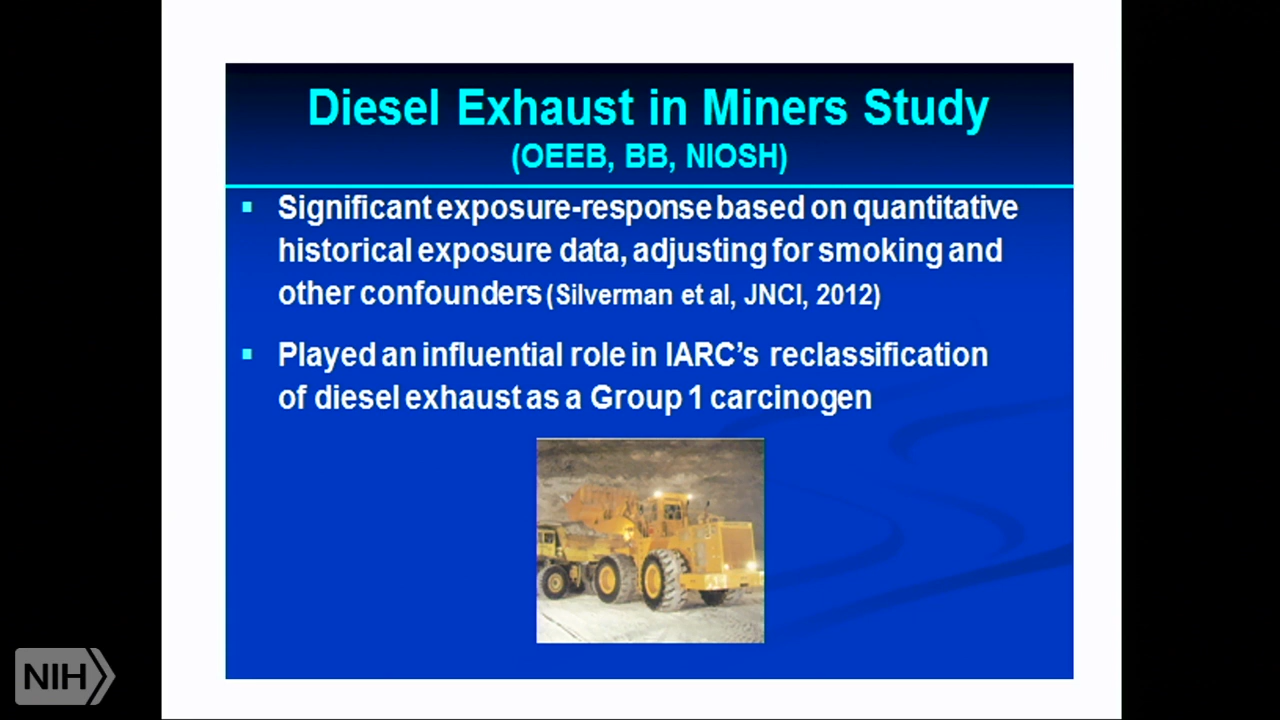 Diesel Exhaust in Miners Study
(OEEB, BB, NIOSH)
Significant exposure-response based on quantitative
historical exposure data, adjusting for smoking and
other confounders (Silverman et al, JNCI, 2012)
Played an influential role in IARC's reclassification
of diesel exhaust as a Group 1 carcinogen
NIH